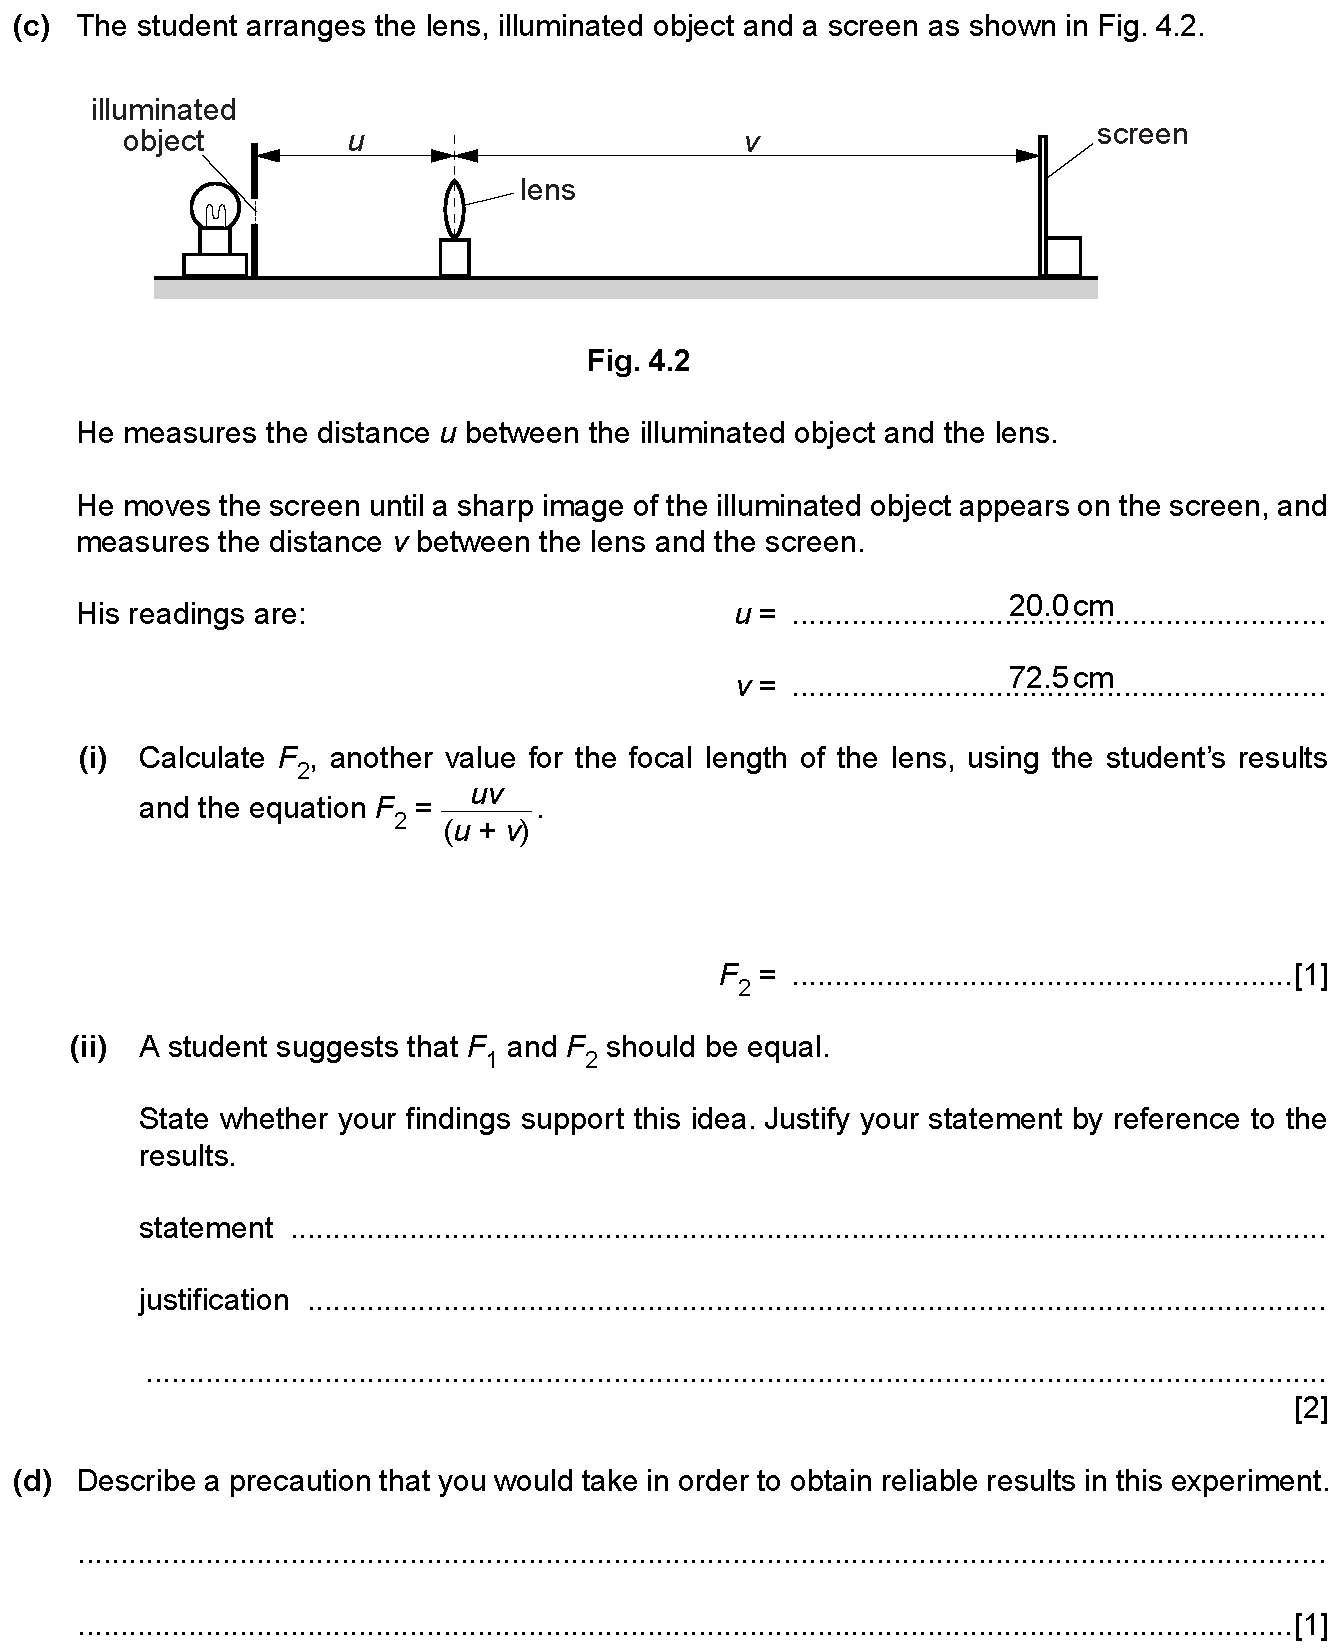 (c) The student arranges the lens, illuminated object and a screen as shown in Fig. 4.2.
illuminated
object
u
v
screen
lens
Fig. 4.2
He measures the distance u between the illuminated object and the lens.
He moves the screen until a sharp image of the illuminated object appears on the screen, and
measures the distance v between the lens and the screen.
His readings are: u = ........ 20.0 cm ........
v = ........ 72.5 cm ........
(i) Calculate F₂, another value for the focal length of the lens, using the student’s results
and the equation F₂ = uv/(u + v).
F₂ = ........ [1]
(ii) A student suggests that F₁ and F₂ should be equal.
State whether your findings support this idea. Justify your statement by reference to the
results.
statement ........
justification ........
........
[2]
(d) Describe a precaution that you would take in order to obtain reliable results in this experiment.
........
........ [1]